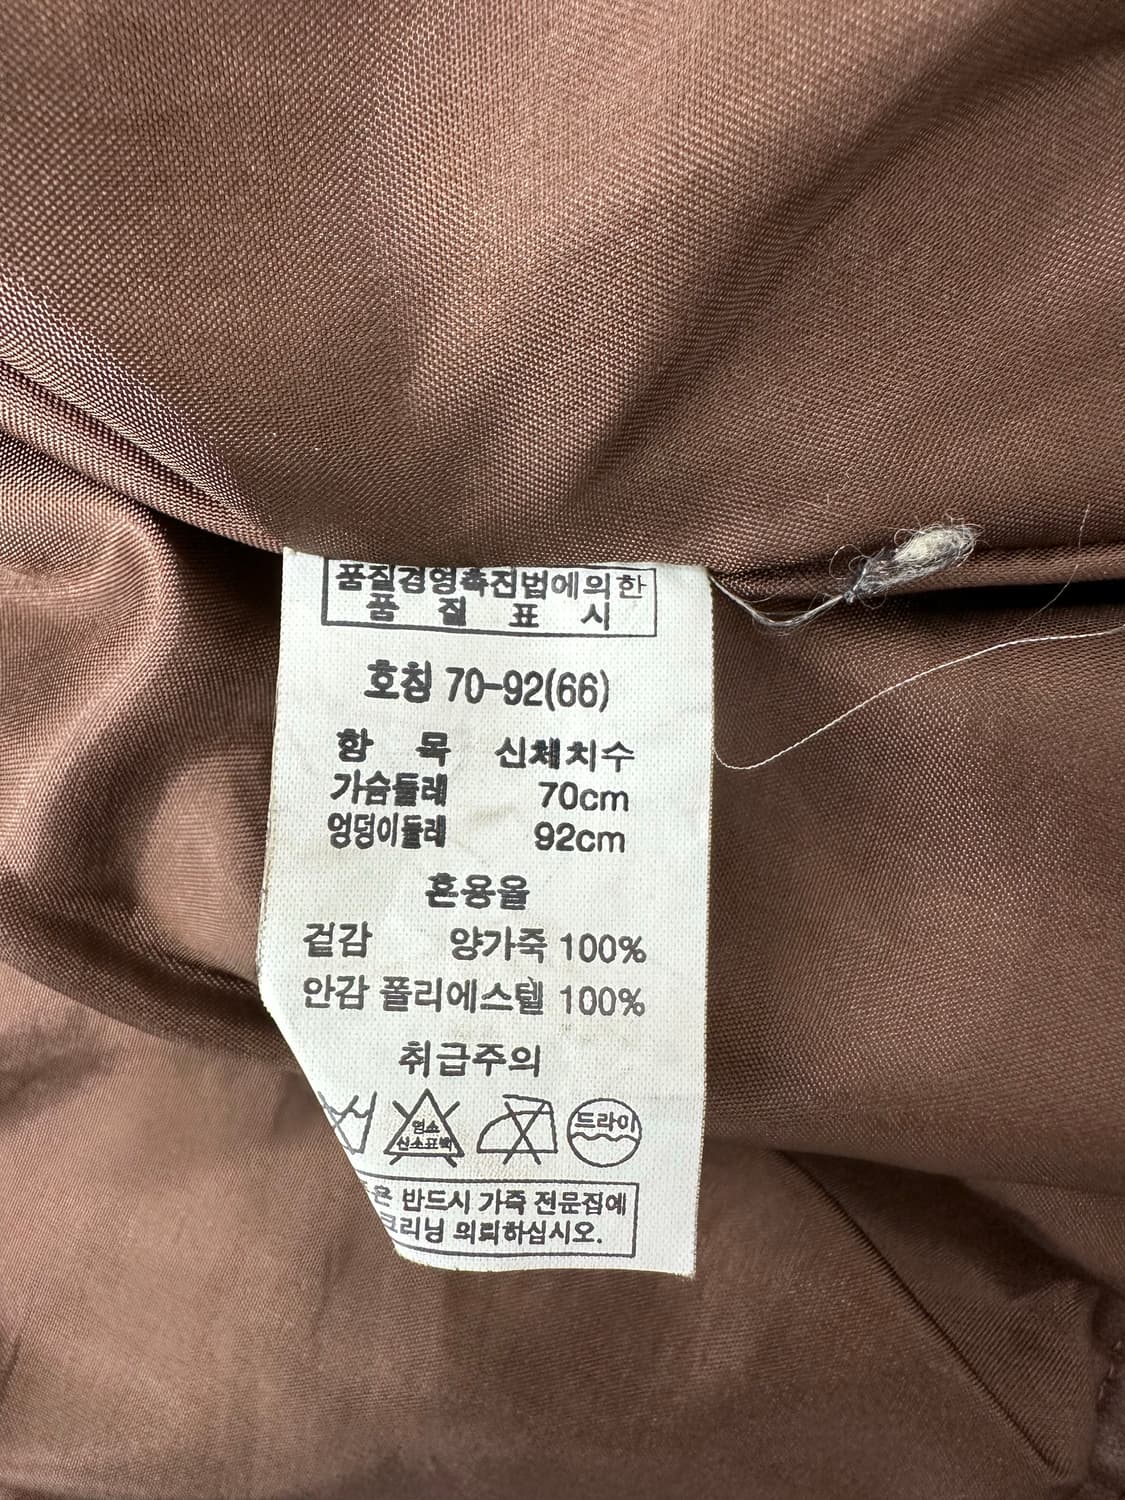 품질경영촉진법에의한
품 질 표 시
호칭 70-92(66)
항 목 신체치수
가슴둘레 70cm
엉덩이둘레 92cm
혼용율
겉감 양가죽 100%
안감 폴리에스텔 100%
취급주의
염소
산소표백
드라이
은 반드시 가죽 전문집에
크리닝 의뢰하십시오.